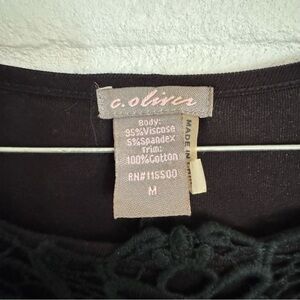 c.oliver
Body:
95%Viscose
5%Spandex
Trim:
100%Cotton
RN#115500
M
MADE IN